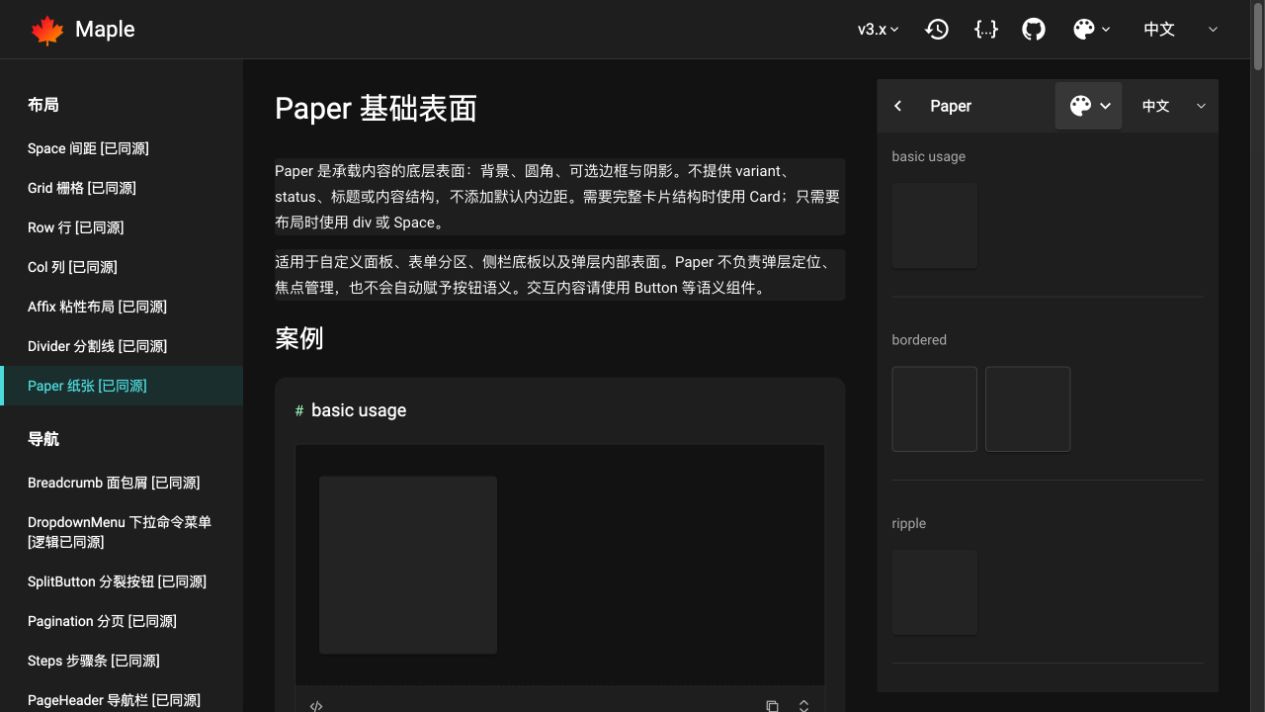 Maple
v3.x
中文
布局
Space 间距 [已同源]
Grid 栅格 [已同源]
Row 行 [已同源]
Col 列 [已同源]
Affix 粘性布局 [已同源]
Divider 分割线 [已同源]
Paper 纸张 [已同源]
导航
Breadcrumb 面包屑 [已同源]
DropdownMenu 下拉命令菜单
[逻辑已同源]
SplitButton 分裂按钮 [已同源]
Pagination 分页 [已同源]
Steps 步骤条 [已同源]
PageHeader 导航栏 [已同源]
Paper 基础表面
Paper 是承载内容的底层表面：背景、圆角、可选边框与阴影。不提供 variant、
status、标题或内容结构，不添加默认内边距。需要完整卡片结构时使用 Card；只需要
布局时使用 div 或 Space。
适用于自定义面板、表单分区、侧栏底板以及弹层内部表面。Paper 不负责弹层定位、
焦点管理，也不会自动赋予按钮语义。交互内容请使用 Button 等语义组件。
案例
# basic usage
Paper
中文
basic usage
bordered
ripple